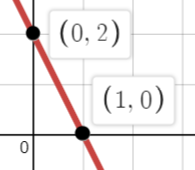 (0, 2)
(1, 0)
0